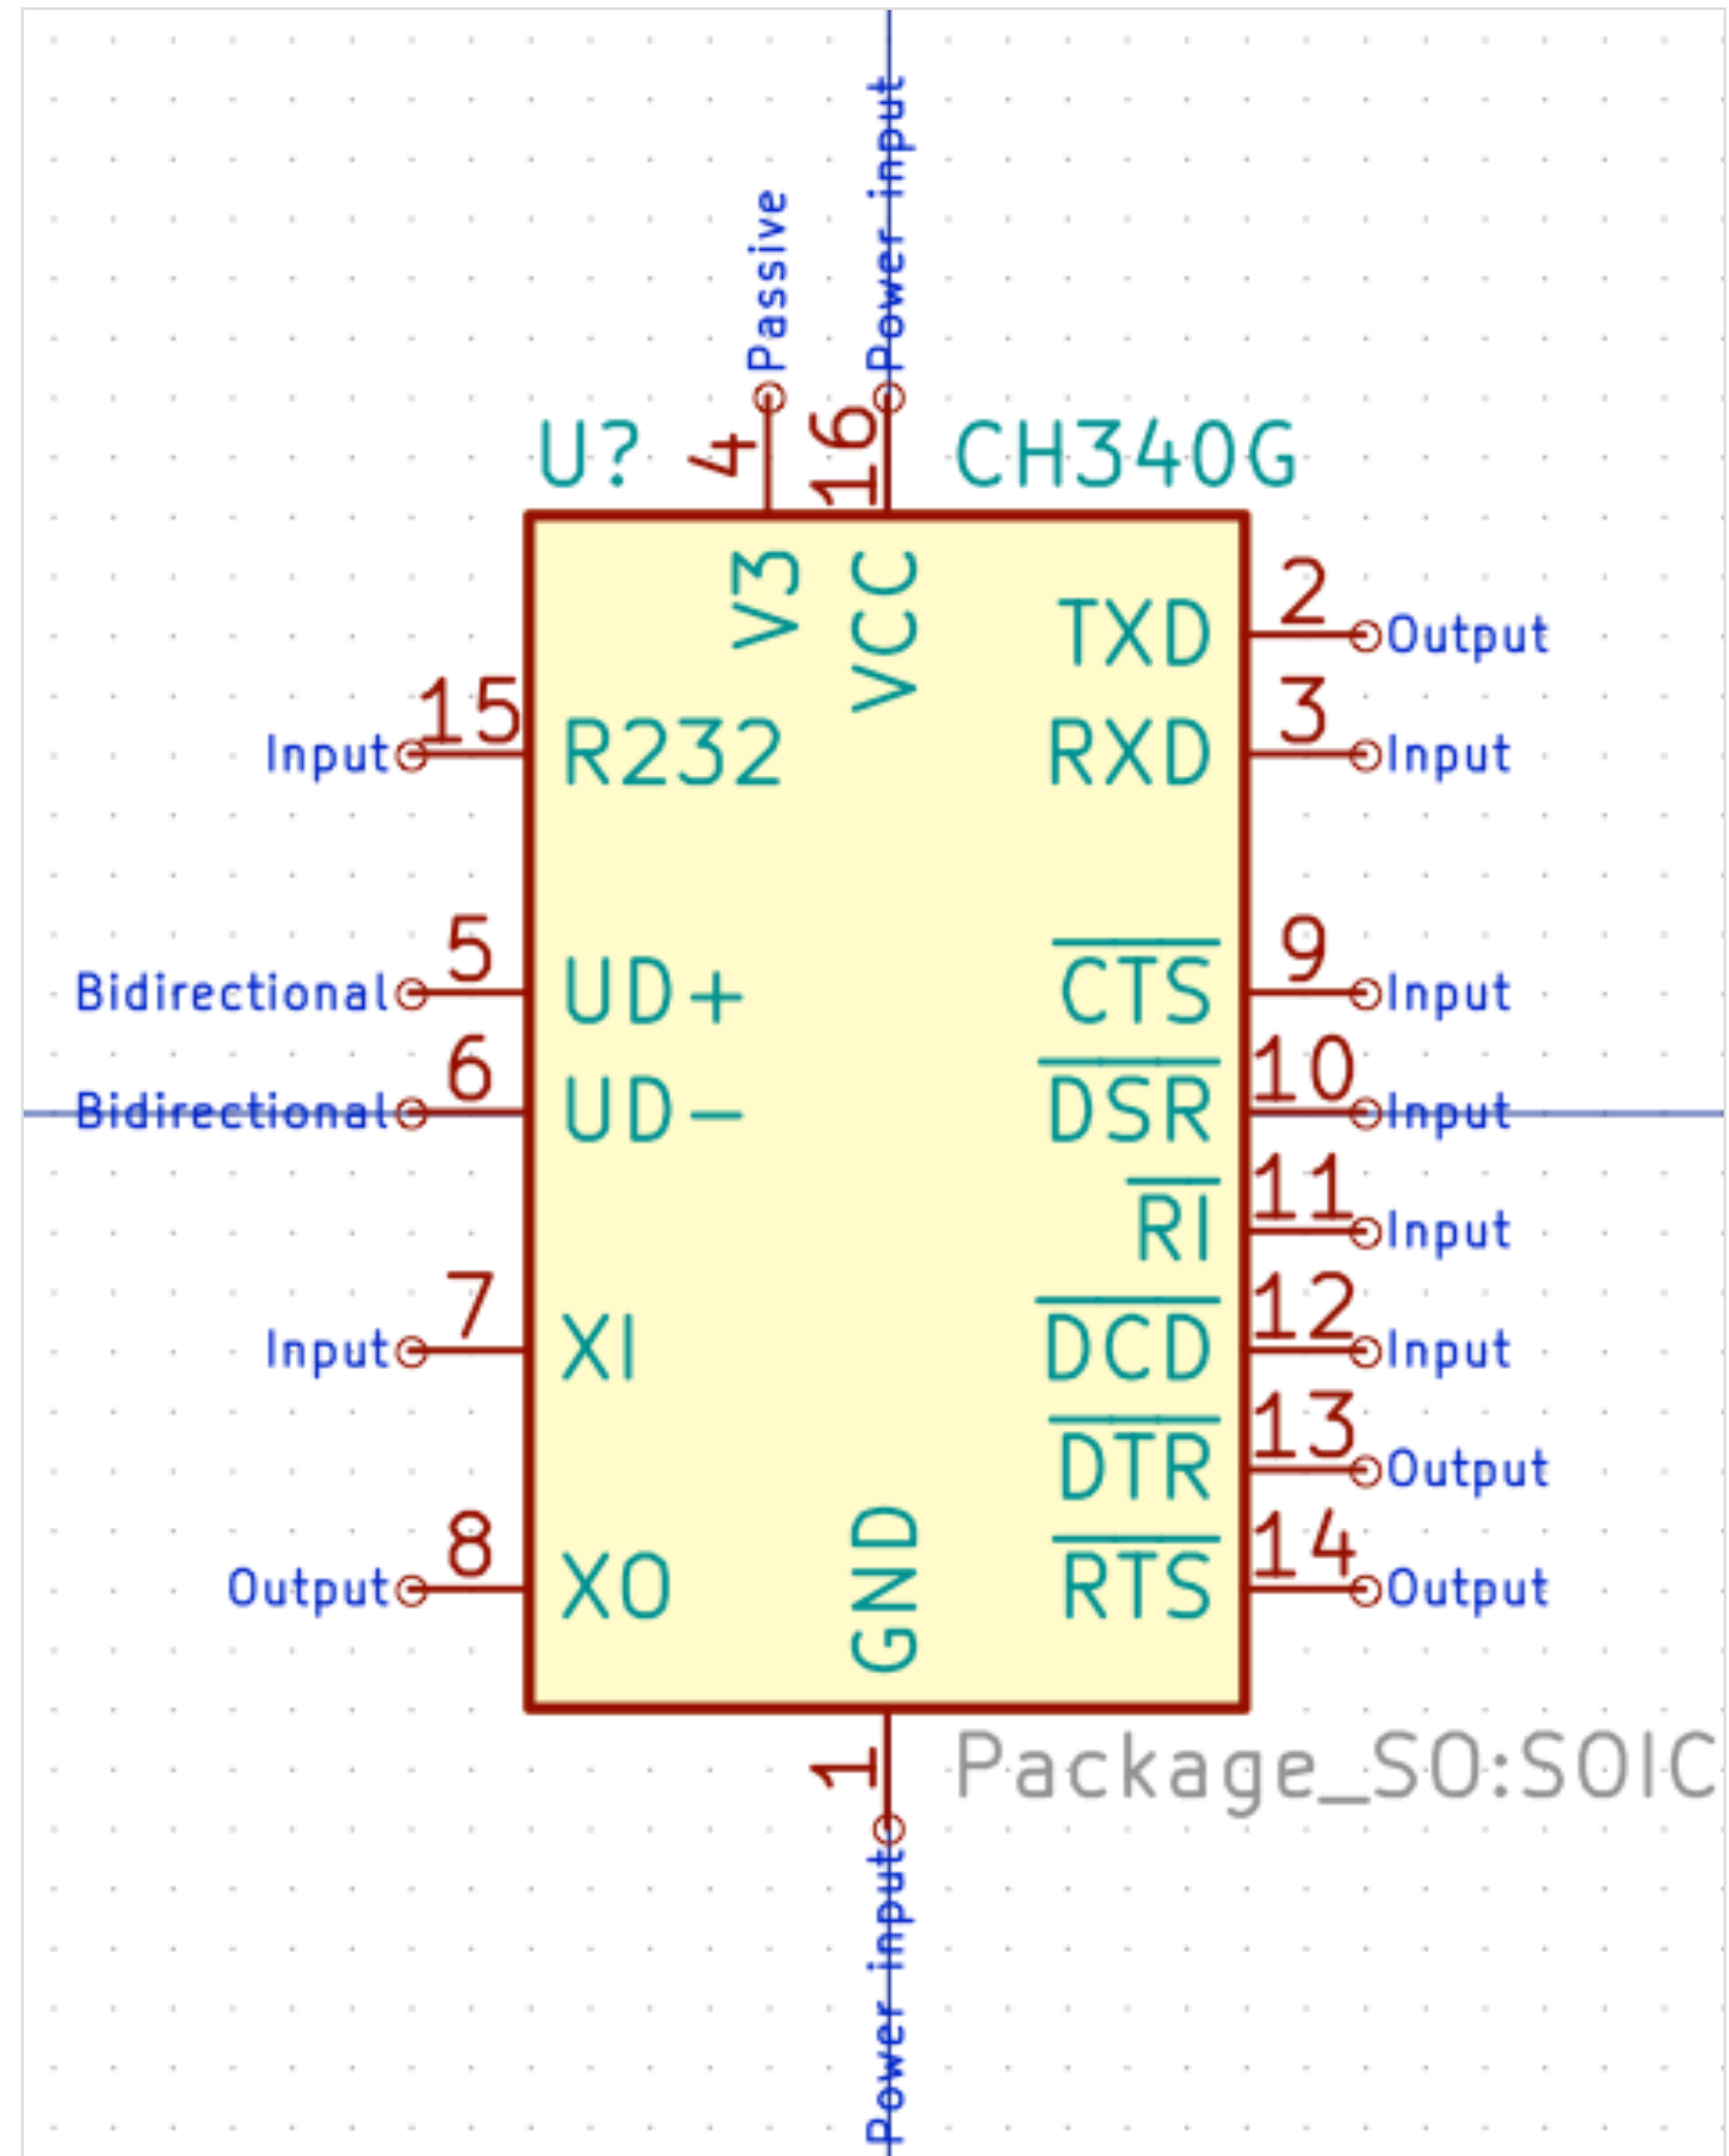 Power input
Passive
U? 4 16 CH340G
V3 VCC
TXD 2 Output
Input 15 R232 RXD 3 Input
Bidirectional 5 UD+ CTS 9 Input
Bidirectional 6 UD- DSR 10 Input
RI 11 Input
Input 7 XI DCD 12 Input
DTR 13 Output
Output 8 XO GND RTS 14 Output
1 Package_SO:SOIC
Power input